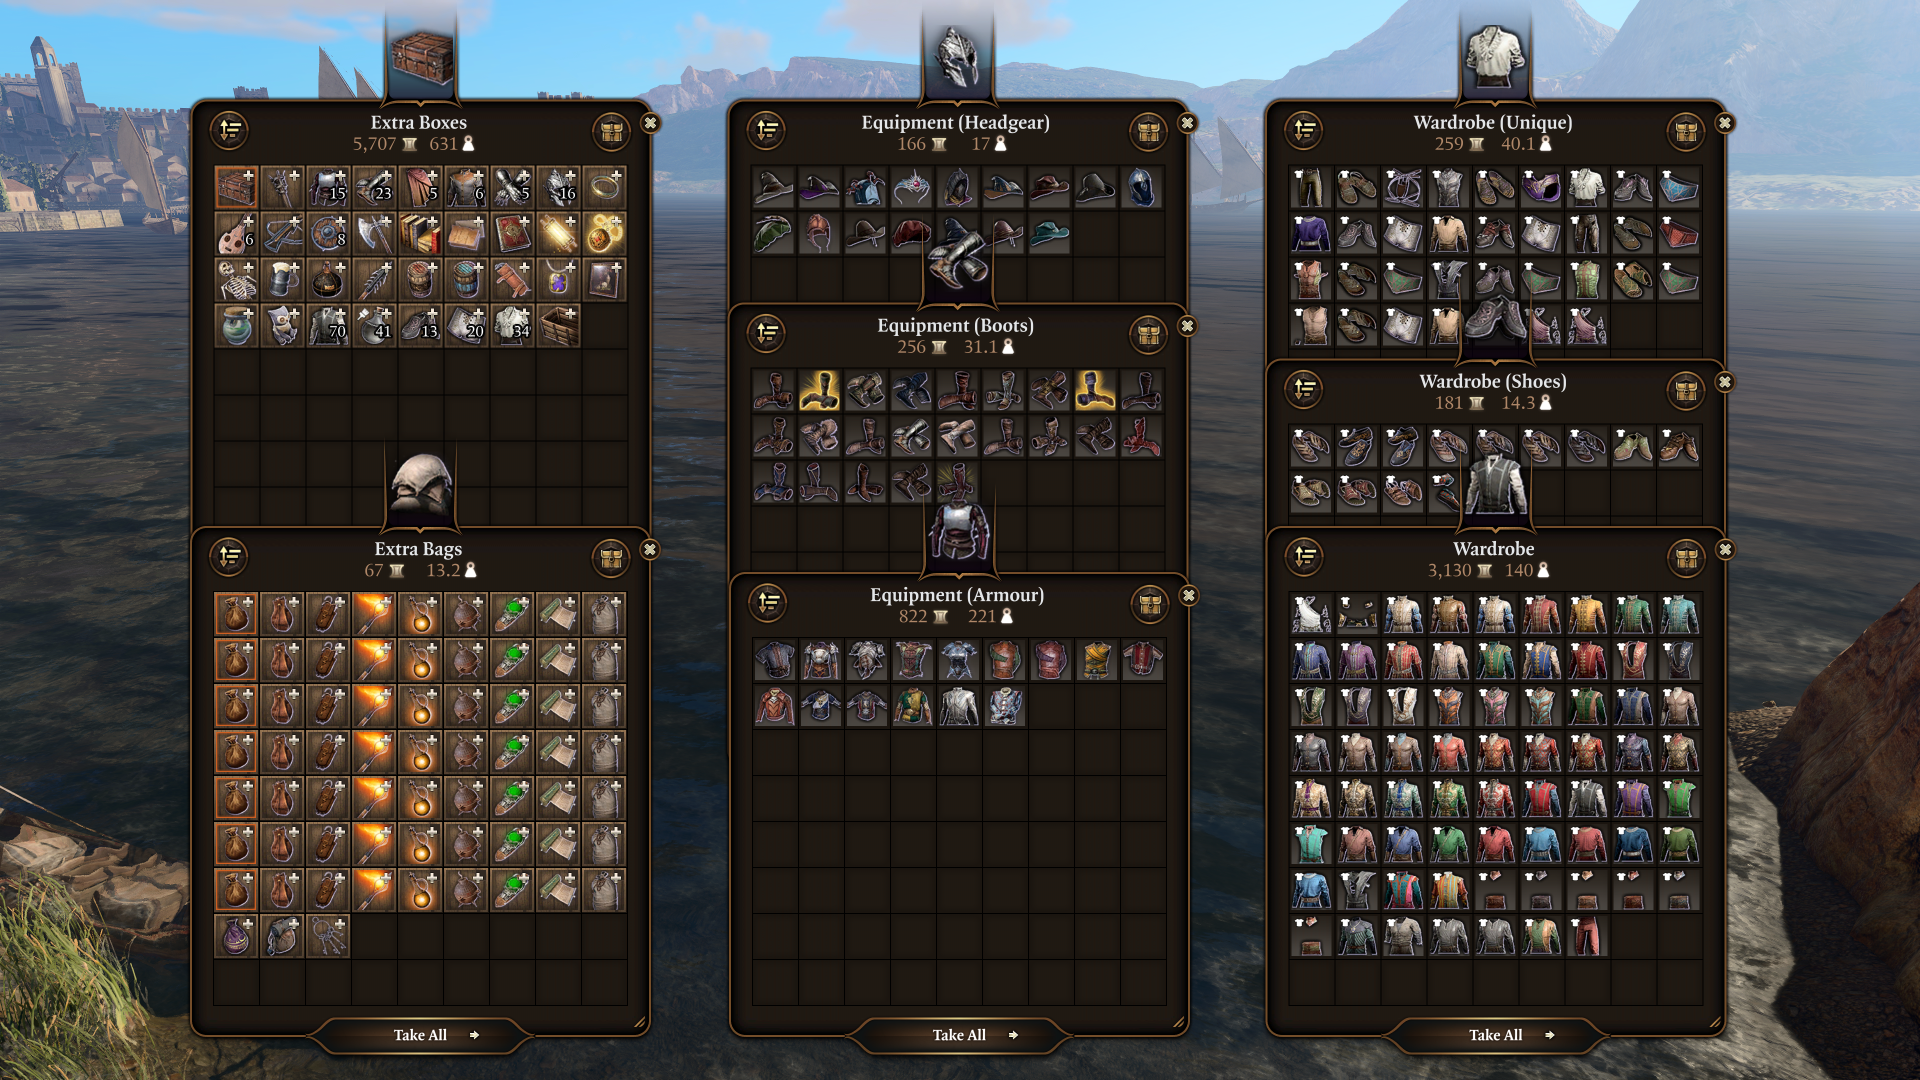 Extra Boxes
5,707 631
15 23 5 6 5 16
6 8
70 41 13 20 34
Extra Bags
67 13.2
Take All
Equipment (Headgear)
166 17
Equipment (Boots)
256 31.1
Equipment (Armour)
822 221
Take All
Wardrobe (Unique)
259 40.1
Wardrobe (Shoes)
181 14.3
Wardrobe
3,130 140
Take All